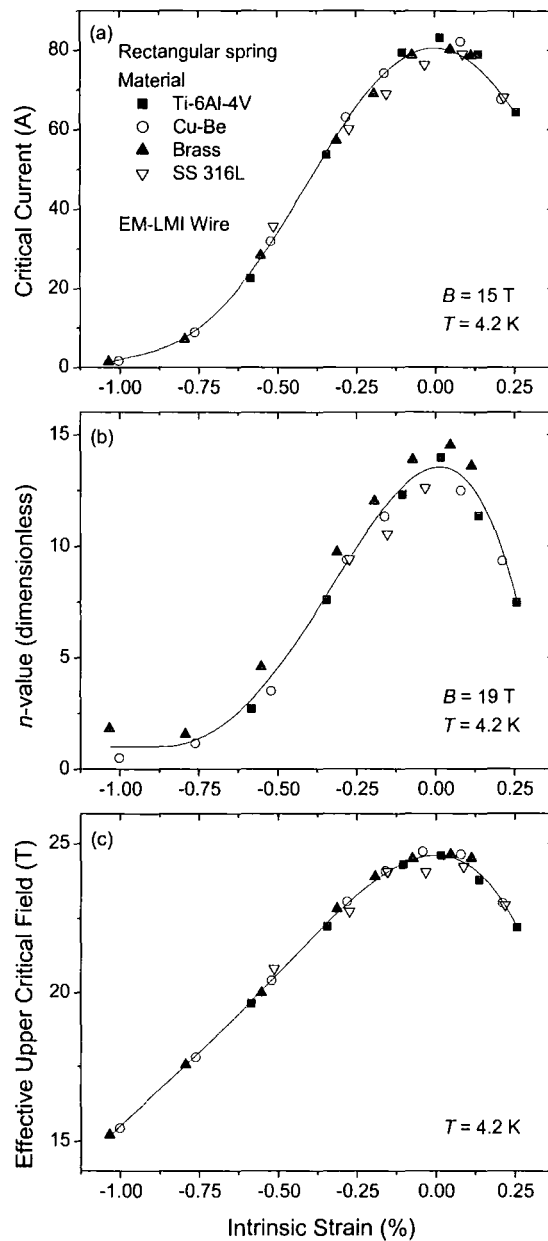 (a)
Rectangular spring
Material
Ti-6Al-4V
Cu-Be
Brass
SS 316L
EM-LMI Wire
B = 15 T
T = 4.2 K
Critical Current (A)
80
60
40
20
0
-1.00 -0.75 -0.50 -0.25 0.00 0.25
(b)
B = 19 T
T = 4.2 K
n-value (dimensionless)
15
10
5
0
-1.00 -0.75 -0.50 -0.25 0.00 0.25
(c)
T = 4.2 K
Effective Upper Critical Field (T)
25
20
15
-1.00 -0.75 -0.50 -0.25 0.00 0.25
Intrinsic Strain (%)